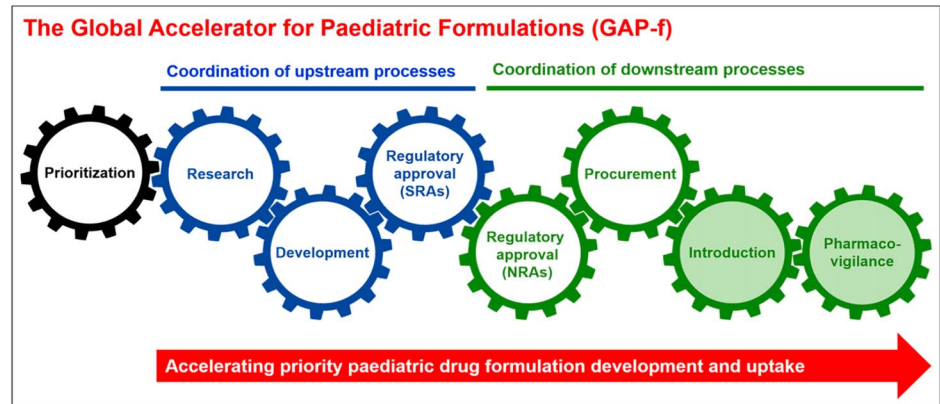 The Global Accelerator for Paediatric Formulations (GAP-f)
Coordination of upstream processes
Coordination of downstream processes
Prioritization
Research
Development
Regulatory
approval
(SRAs)
Regulatory
approval
(NRAs)
Procurement
Introduction
Pharmaco-
vigilance
Accelerating priority paediatric drug formulation development and uptake